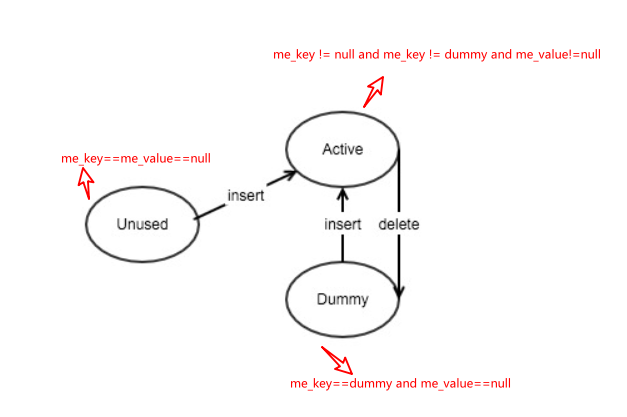 me_key != null and me_key != dummy and me_value!=null
Active
me_key==me_value==null
insert
Unused
insert
delete
Dummy
me_key==dummy and me_value==null